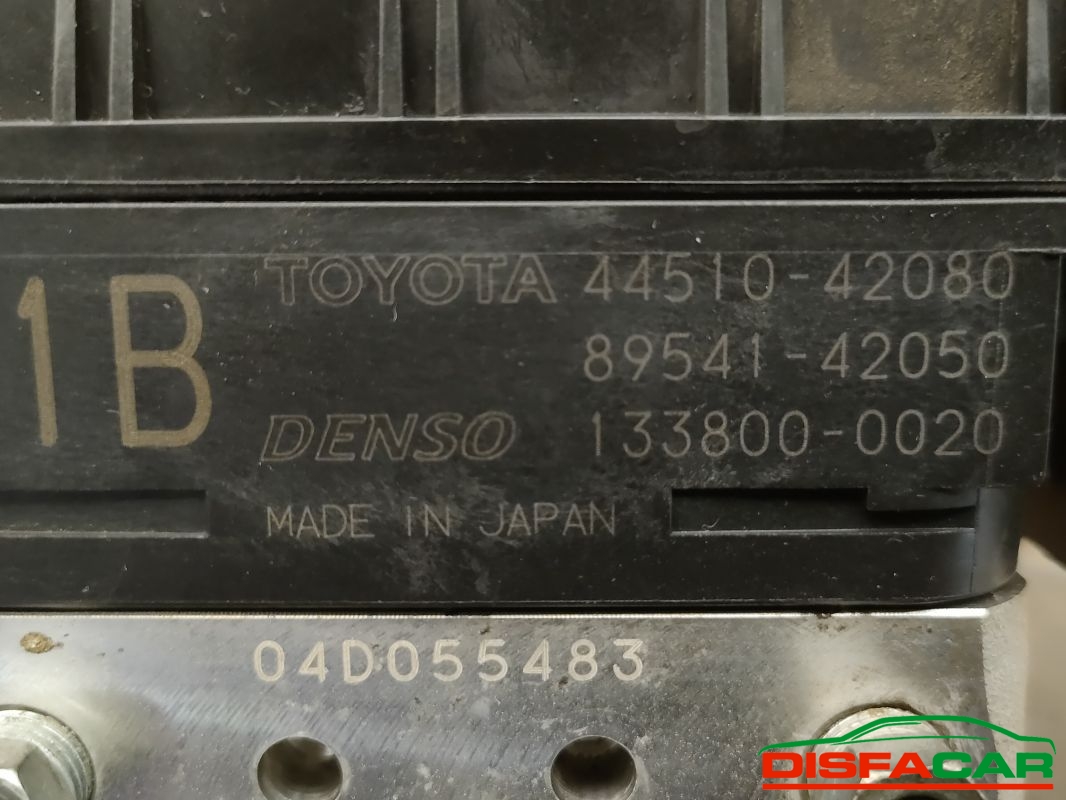 1B
TOYOTA 44510-42080
89541-42050
DENSO 133800-0020
MADE IN JAPAN
04D055483
DISFACAR